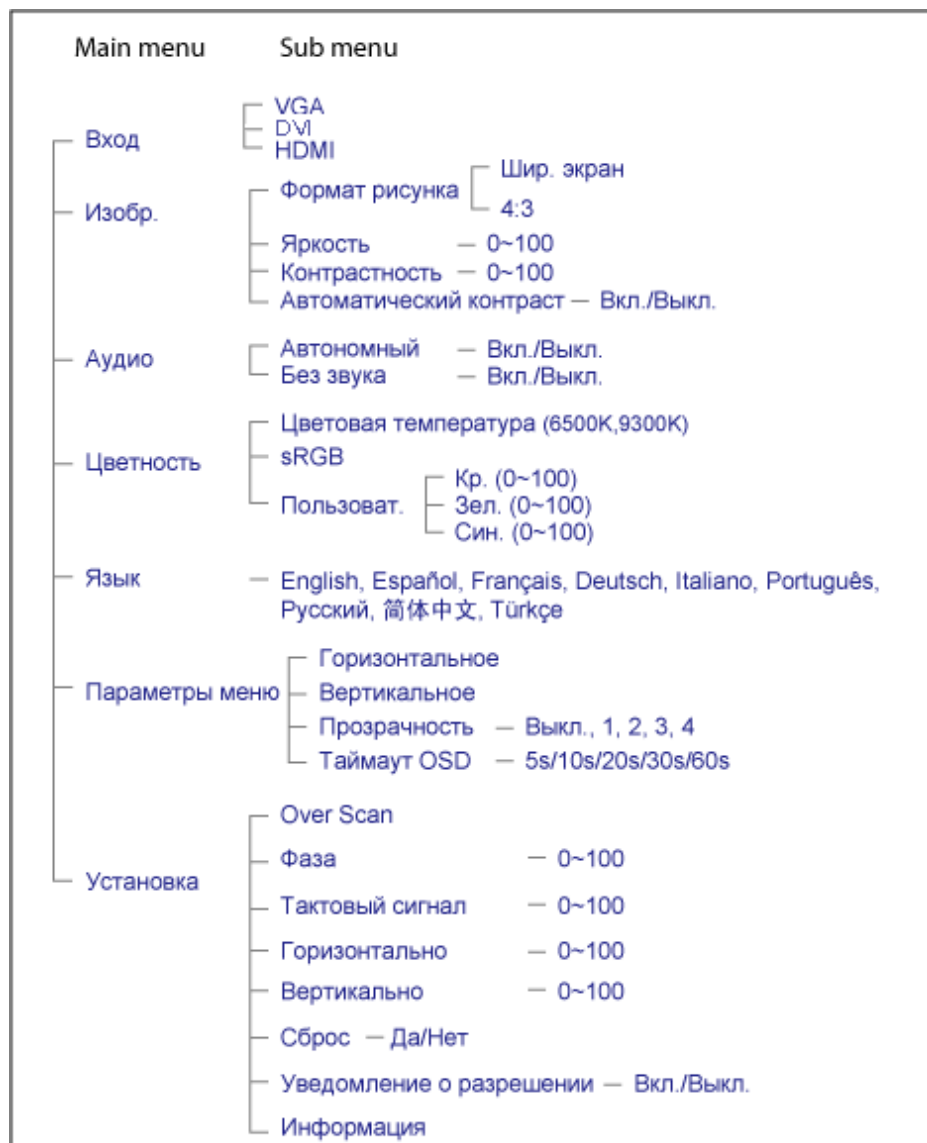 Main menu Sub menu
VGA
DVI
Вход
HDMI
Шир. экран
Формат рисунка
Изобр.
4:3
Яркость — 0~100
Контрастность — 0~100
Автоматический контраст — Вкл./Выкл.
Автономный — Вкл./Выкл.
Аудио
Без звука — Вкл./Выкл.
Цветовая температура (6500K,9300K)
Цветность
sRGB
Кр. (0~100)
Пользоват.
Зел. (0~100)
Син. (0~100)
Язык — English, Español, Français, Deutsch, Italiano, Português,
Русский, 简体中文, Türkçe
Горизонтальное
Параметры меню
Вертикальное
Прозрачность — Выкл., 1, 2, 3, 4
Таймаут OSD — 5s/10s/20s/30s/60s
Over Scan
Фаза — 0~100
Установка
Тактовый сигнал — 0~100
Горизонтально — 0~100
Вертикально — 0~100
Сброс — Да/Нет
Уведомление о разрешении — Вкл./Выкл.
Информация